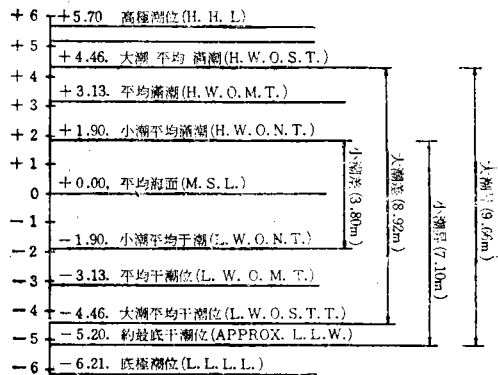 + 6
+5.70 高極潮位(H. H. L)
+ 5
+4.46. 大潮 平均 滿潮(H. W. O. S. T.)
+ 4
+3.13. 平均滿潮(H. W. O. M. T.)
+ 3
+1.90. 小潮平均滿潮(H. W. O. N. T.)
+ 2
+ 1
+0.00, 平均海面(M. S. L.)
0
− 1
−1.90. 小潮平均干潮(L. W. O. N. T.)
− 2
−3.13. 平均干潮位(L. W. O. M. T.)
− 3
−4.46. 大潮平均干潮位(L. W. O. S. T. T.)
− 4
−5.20. 約最底干潮位(APPROX. L. L. W.)
− 5
−6.21. 底極潮位(L. L. L. L.)
− 6
小潮差(3.80m)
大潮差(8.92m)
小潮昇(7.10m)
大潮昇(9.66m)